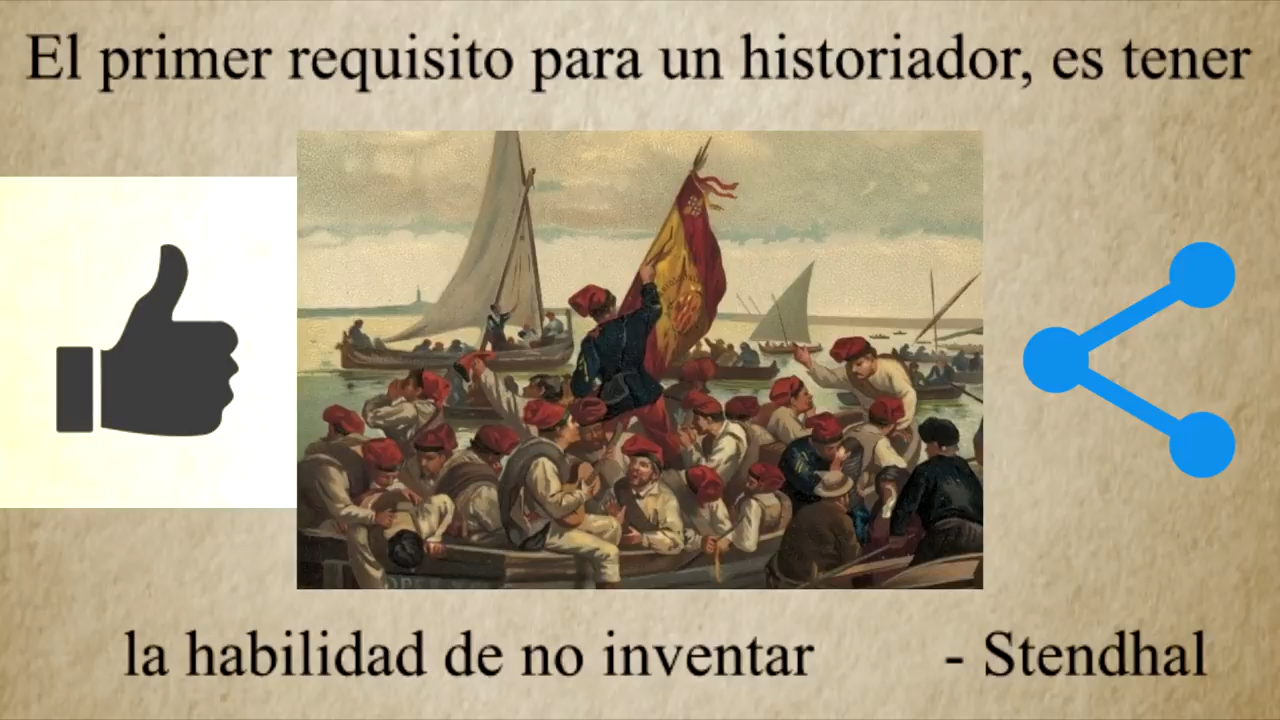 El primer requisito para un historiador, es tener
la habilidad de no inventar - Stendhal